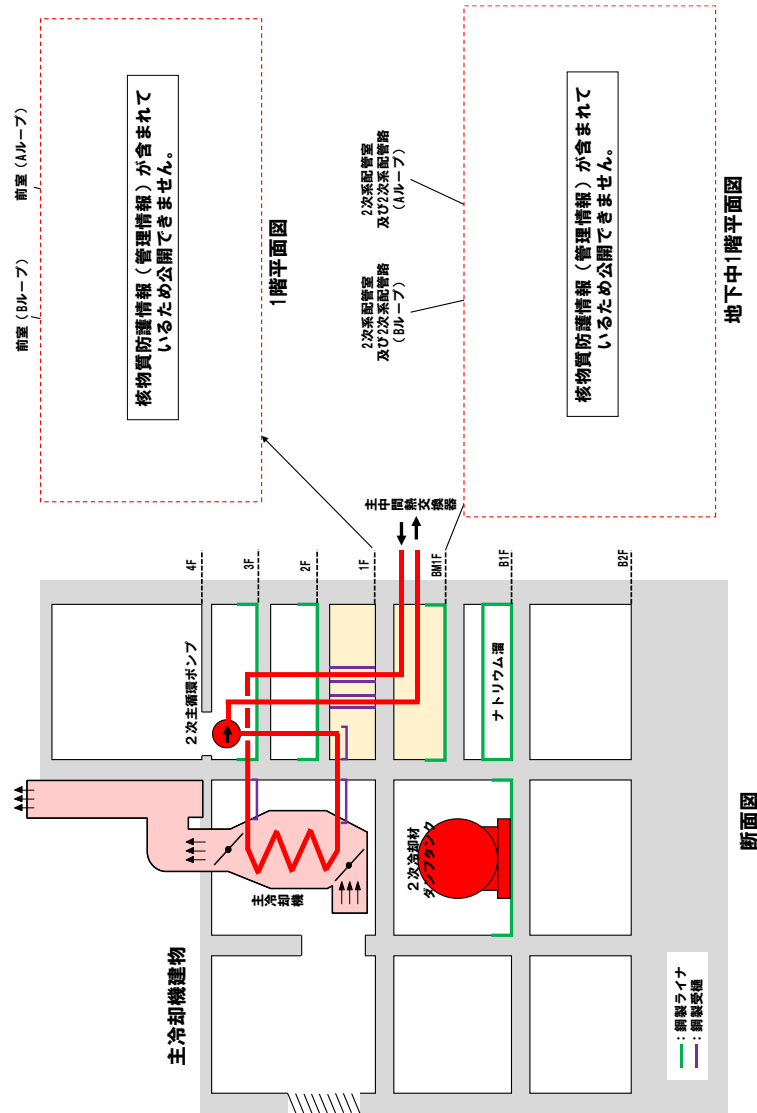 主冷却機建物
2次主循環ポンプ
主冷却機
2次冷却材
ダンプタンク
ナトリウム溜
4F
3F
2F
1F
BM1F
B1F
B2F
主中間熱交換器
：鋼製ライナ
：鋼製受樋
断面図
前室（Bループ）
前室（Aループ）
核物質防護情報（管理情報）が含まれて
いるため公開できません。
1階平面図
2次系配管室
及び2次系配管路
（Bループ）
2次系配管室
及び2次系配管路
（Aループ）
核物質防護情報（管理情報）が含まれて
いるため公開できません。
地下中1階平面図